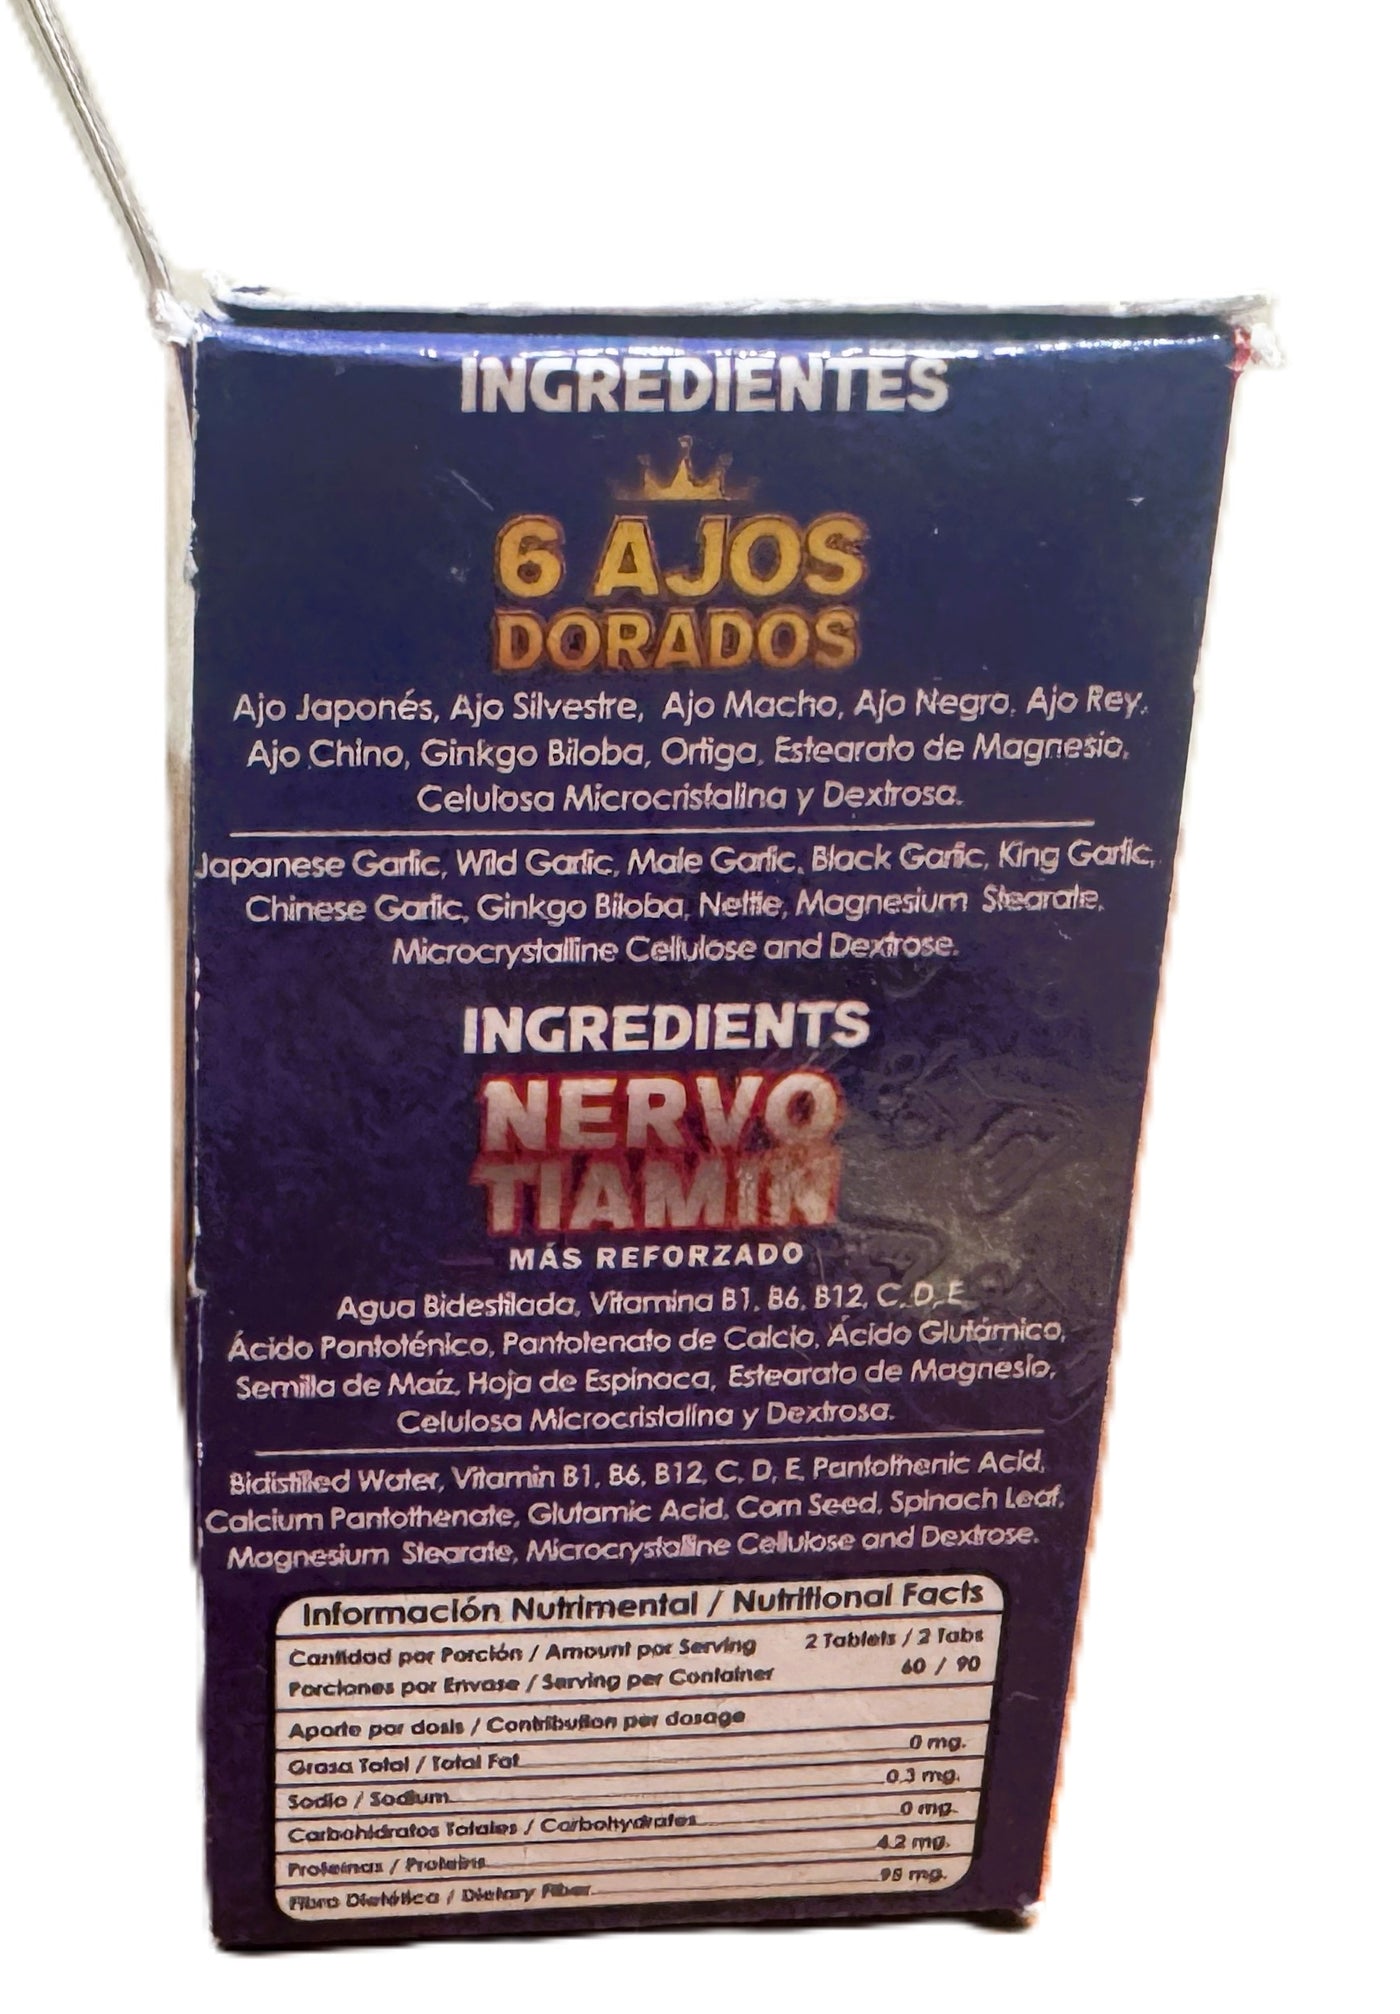 INGREDIENTES
6 AJOS
DORADOS
Ajo Japonés, Ajo Silvestre, Ajo Macho, Ajo Negro, Ajo Rey,
Ajo Chino, Ginkgo Biloba, Ortiga, Estearato de Magnesio,
Celulosa Microcristalina y Dextrosa.
Japanese Garlic, Wild Garlic, Male Garlic, Black Garlic, King Garlic,
Chinese Garlic, Ginkgo Biloba, Nettle, Magnesium Stearate,
Microcrystalline Cellulose and Dextrose.
INGREDIENTS
NERVO
TIAMIN
MÁS REFORZADO
Agua Bidestilada, Vitamina B1, B6, B12, C, D, E
Ácido Pantoténico, Pantotenato de Calcio, Ácido Glutámico,
Semilla de Maíz, Hoja de Espinaca, Estearato de Magnesio,
Celulosa Microcristalina y Dextrosa.
Bidistilled Water, Vitamin B1, B6, B12, C, D, E, Pantothenic Acid,
Calcium Pantothenate, Glutamic Acid, Corn Seed, Spinach Leaf,
Magnesium Stearate, Microcrystalline Cellulose and Dextrose.
Información Nutrimental / Nutritional Facts
Cantidad por Porción / Amount por Serving 2 Tablets / 2 Tabs
Porciones por Envase / Serving per Container 60 / 90
Aporte por dosis / Contribution per dosage
Grasa Total / Total Fat 0 mg.
Sodio / Sodium 0.3 mg.
Carbohidratos Totales / Carbohydrates 0 mg.
Proteínas / Proteins 4.2 mg.
Fibra Dietética / Dietary Fiber 98 mg.